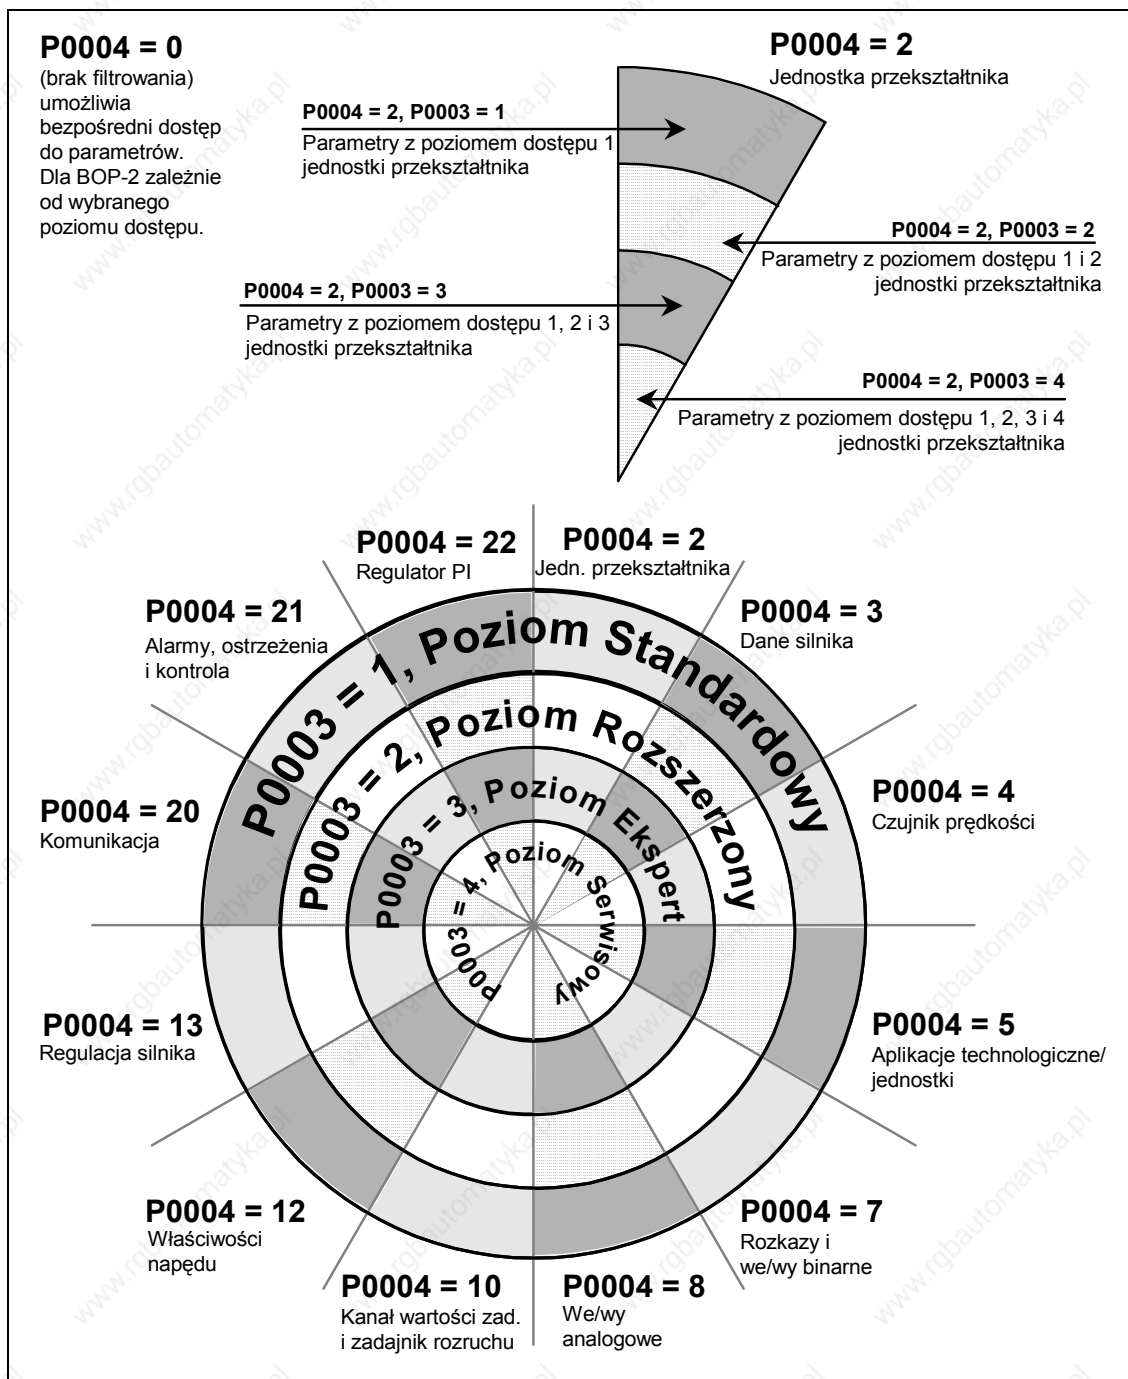 P0004 = 0
(brak filtrowania)
umożliwia
bezpośredni dostęp
do parametrów.
Dla BOP-2 zależnie
od wybranego
poziomu dostępu.
P0004 = 2
Jednostka przekształtnika
P0004 = 2, P0003 = 1
Parametry z poziomem dostępu 1
jednostki przekształtnika
P0004 = 2, P0003 = 2
Parametry z poziomem dostępu 1 i 2
jednostki przekształtnika
P0004 = 2, P0003 = 3
Parametry z poziomem dostępu 1, 2 i 3
jednostki przekształtnika
P0004 = 2, P0003 = 4
Parametry z poziomem dostępu 1, 2, 3 i 4
jednostki przekształtnika
P0004 = 22
Regulator PI
P0004 = 2
Jedn. przekształtnika
P0004 = 21
Alarmy, ostrzeżenia
i kontrola
P0004 = 3
Dane silnika
P0003 = 1, Poziom Standardowy
P0003 = 2, Poziom Rozszerzony
P0003 = 3, Poziom Ekspert
P0003 = 4, Poziom Serwisowy
P0004 = 20
Komunikacja
P0004 = 4
Czujnik prędkości
P0004 = 13
Regulacja silnika
P0004 = 5
Aplikacje technologiczne/
jednostki
P0004 = 12
Właściwości
napędu
P0004 = 7
Rozkazy i
we/wy binarne
P0004 = 10
Kanał wartości zad.
i zadajnik rozruchu
P0004 = 8
We/wy
analogowe
www.rgbautomatyka.pl